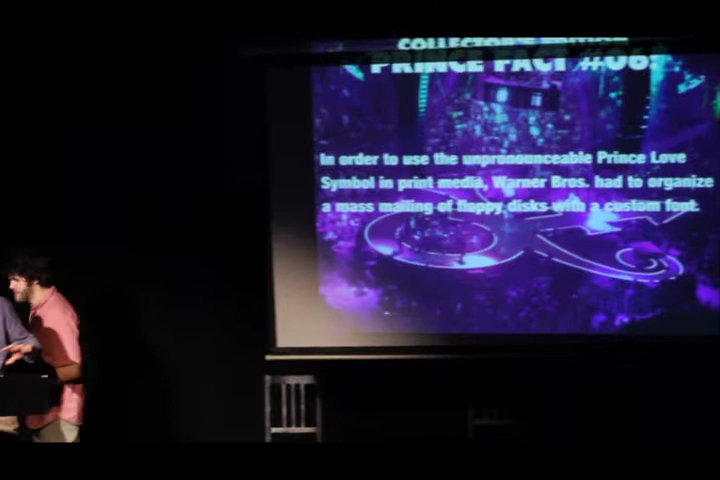 COLLECTOR'S
PRINCE FACT #06:
In order to use the unpronounceable Prince Love
Symbol in print media, Warner Bros. had to organize
a mass mailing of floppy disks with a custom font.